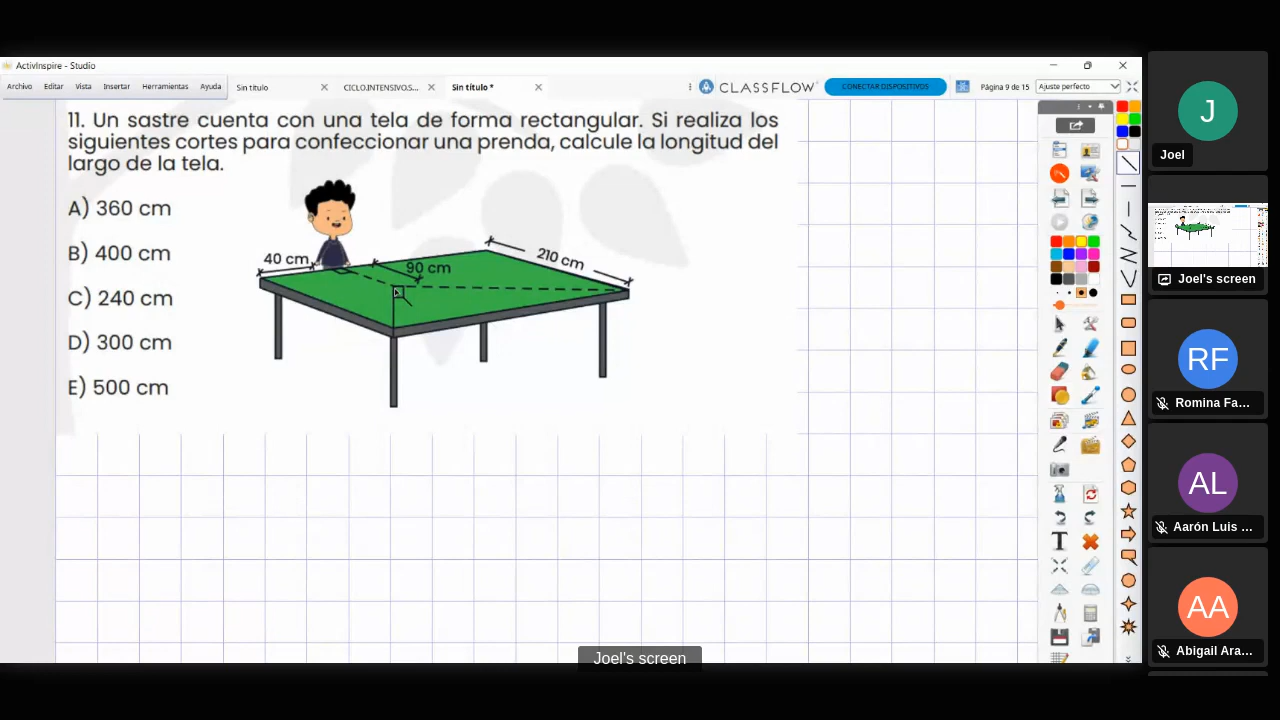 ActivInspire - Studio
Archivo Editar Vista Insertar Herramientas Ayuda
Sin título
CICLO.INTENSIVO.S...
Sin título *
CLASSFLOW
CONECTAR DISPOSITIVOS
Página 9 de 15
Ajuste perfecto
11. Un sastre cuenta con una tela de forma rectangular. Si realiza los
siguientes cortes para confeccionar una prenda, calcule la longitud del
largo de la tela.
A) 360 cm
B) 400 cm
C) 240 cm
D) 300 cm
E) 500 cm
40 cm
90 cm
210 cm
T
Joel's screen
J
Joel
Joel's screen
RF
Romina Fa...
AL
Aarón Luis ...
AA
Abigail Ara...